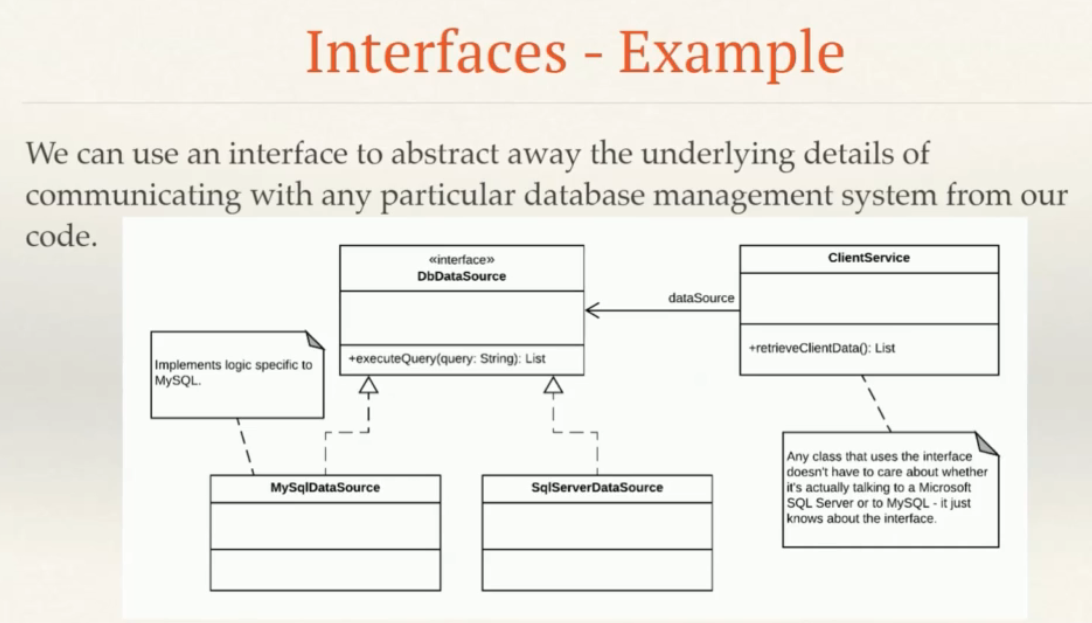 Interfaces - Example
We can use an interface to abstract away the underlying details of
communicating with any particular database management system from our
code.
«interface»
DbDataSource
+executeQuery(query: String): List
dataSource
ClientService
+retrieveClientData(): List
Implements logic specific to
MySQL.
Any class that uses the interface
doesn't have to care about whether
it's actually talking to a Microsoft
SQL Server or to MySQL - it just
knows about the interface.
MySqlDataSource
SqlServerDataSource